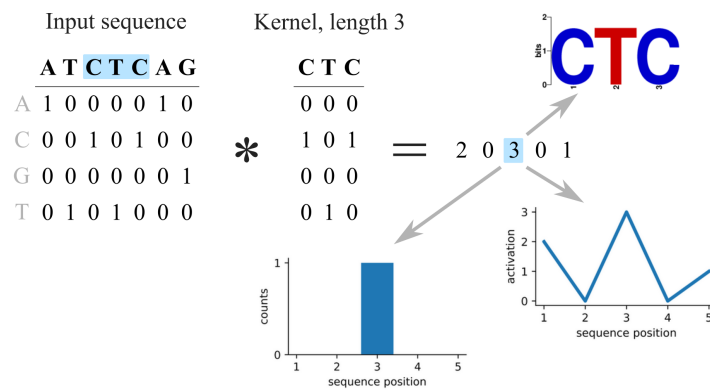 Input sequence
Kernel, length 3
2
bits
0
CTC
1 2 3
A T C T C A G
C T C
A 1 0 0 0 0 1 0
0 0 0
C 0 0 1 0 1 0 0
1 0 1
* = 2 0 3 0 1
G 0 0 0 0 0 0 1
0 0 0
T 0 1 0 1 0 0 0
0 1 0
3
2
1
0
activation
1 2 3 4 5
sequence position
1
0
counts
1 2 3 4 5
sequence position